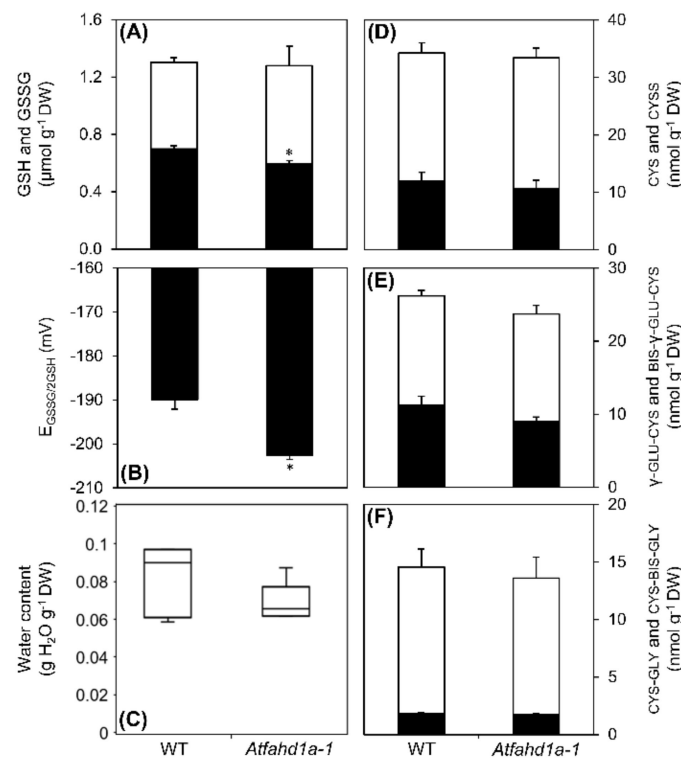 (A)
GSH and GSSG
(μmol g⁻¹ DW)
1.6
1.2
0.8
0.4
0.0
*
(D)
40
30
20
10
0
CYS and CYSS
(nmol g⁻¹ DW)
(B)
E_GSSG/2GSH (mV)
-160
-170
-180
-190
-200
-210
*
(E)
30
20
10
0
γ-GLU-CYS and BIS-γ-GLU-CYS
(nmol g⁻¹ DW)
(C)
Water content
(g H₂O g⁻¹ DW)
0.12
0.1
0.08
0.06
0.04
0.02
0
WT Atfahd1a-1
(F)
20
15
10
5
0
CYS-GLY and CYS-BIS-GLY
(nmol g⁻¹ DW)
WT Atfahd1a-1